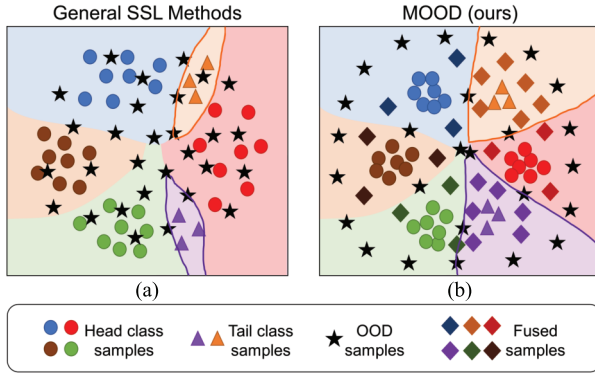 General SSL Methods
MOOD (ours)
(a)
(b)
Head class
samples
Tail class
samples
OOD
samples
Fused
samples